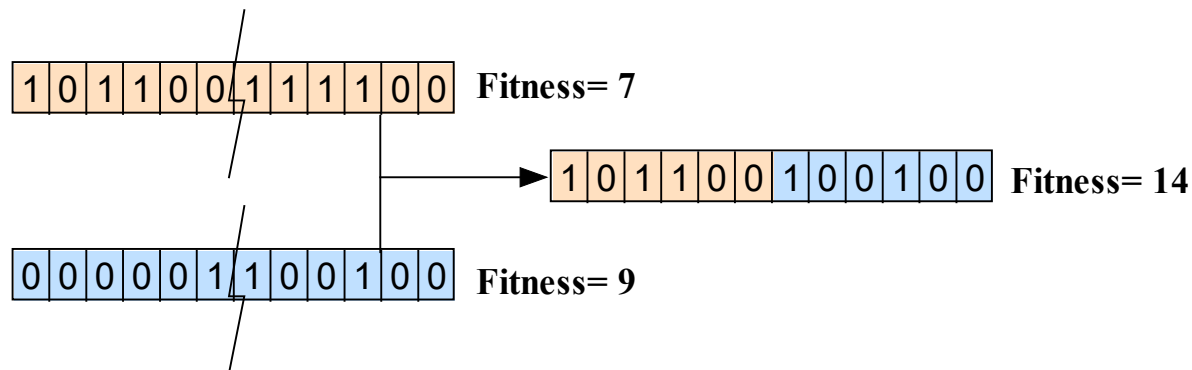 1 0 1 1 0 0 1 1 1 1 0 0 Fitness= 7
1 0 1 1 0 0 1 0 0 1 0 0 Fitness= 14
0 0 0 0 0 1 1 0 0 1 0 0 Fitness= 9